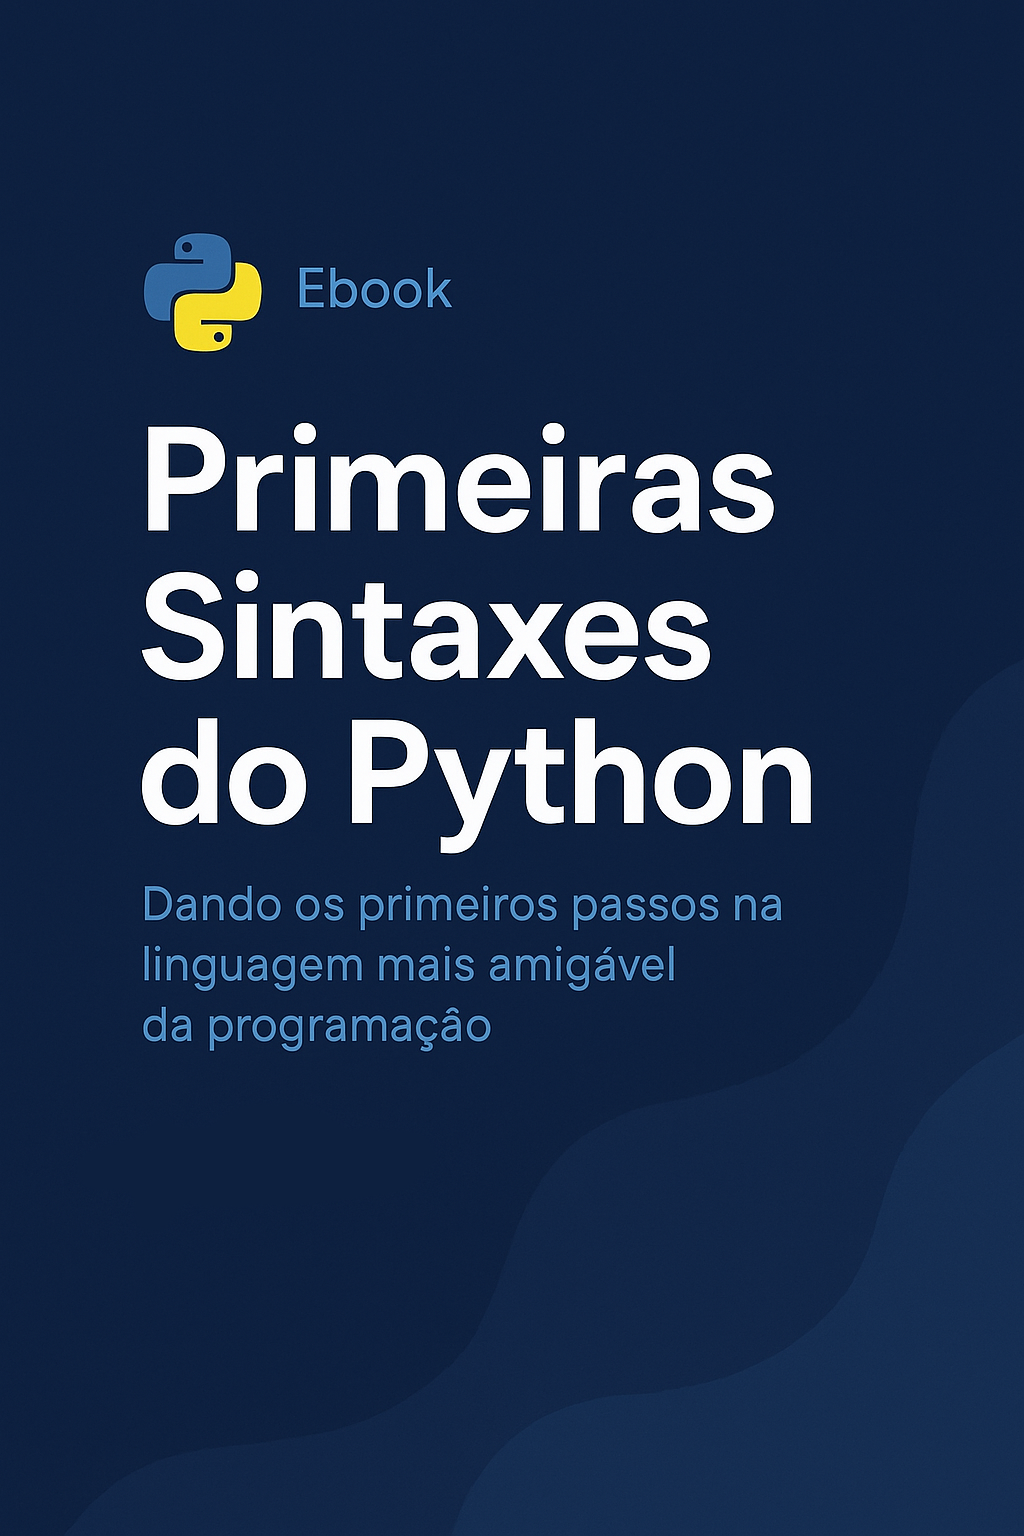 Ebook
Primeiras
Sintaxes
do Python
Dando os primeiros passos na
linguagem mais amigável
da programaçâo